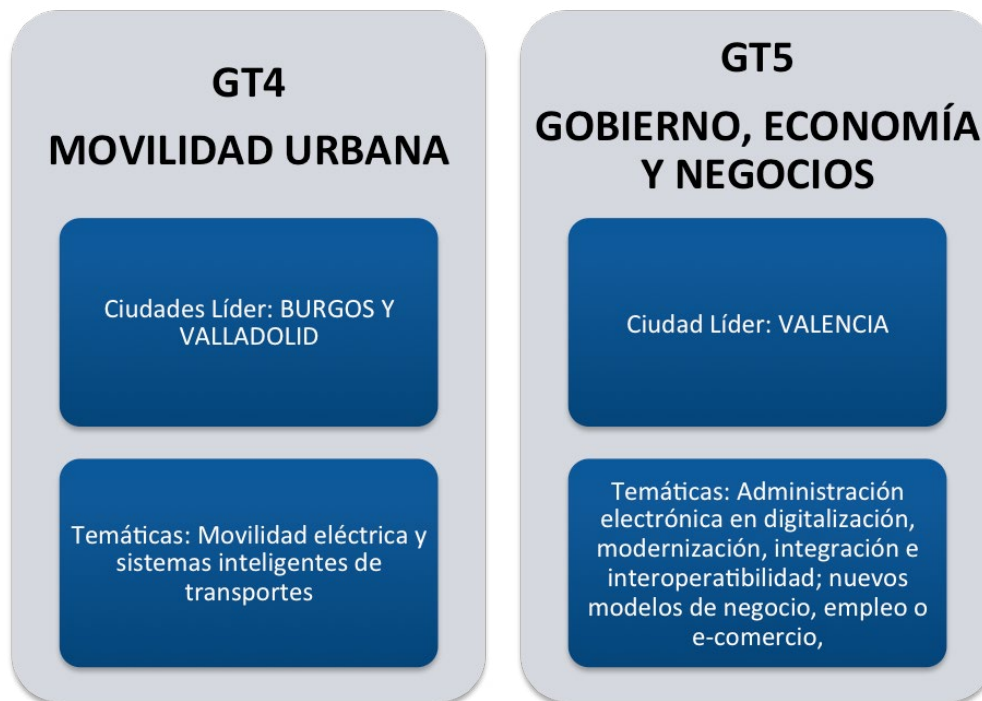 GT4
MOVILIDAD URBANA
Ciudades Líder: BURGOS Y
VALLADOLID
Temáticas: Movilidad eléctrica y
sistemas inteligentes de
transportes
GT5
GOBIERNO, ECONOMÍA
Y NEGOCIOS
Ciudad Líder: VALENCIA
Temáticas: Administración
electrónica en digitalización,
modernización, integración e
interoperatibilidad; nuevos
modelos de negocio, empleo o
e-comercio,